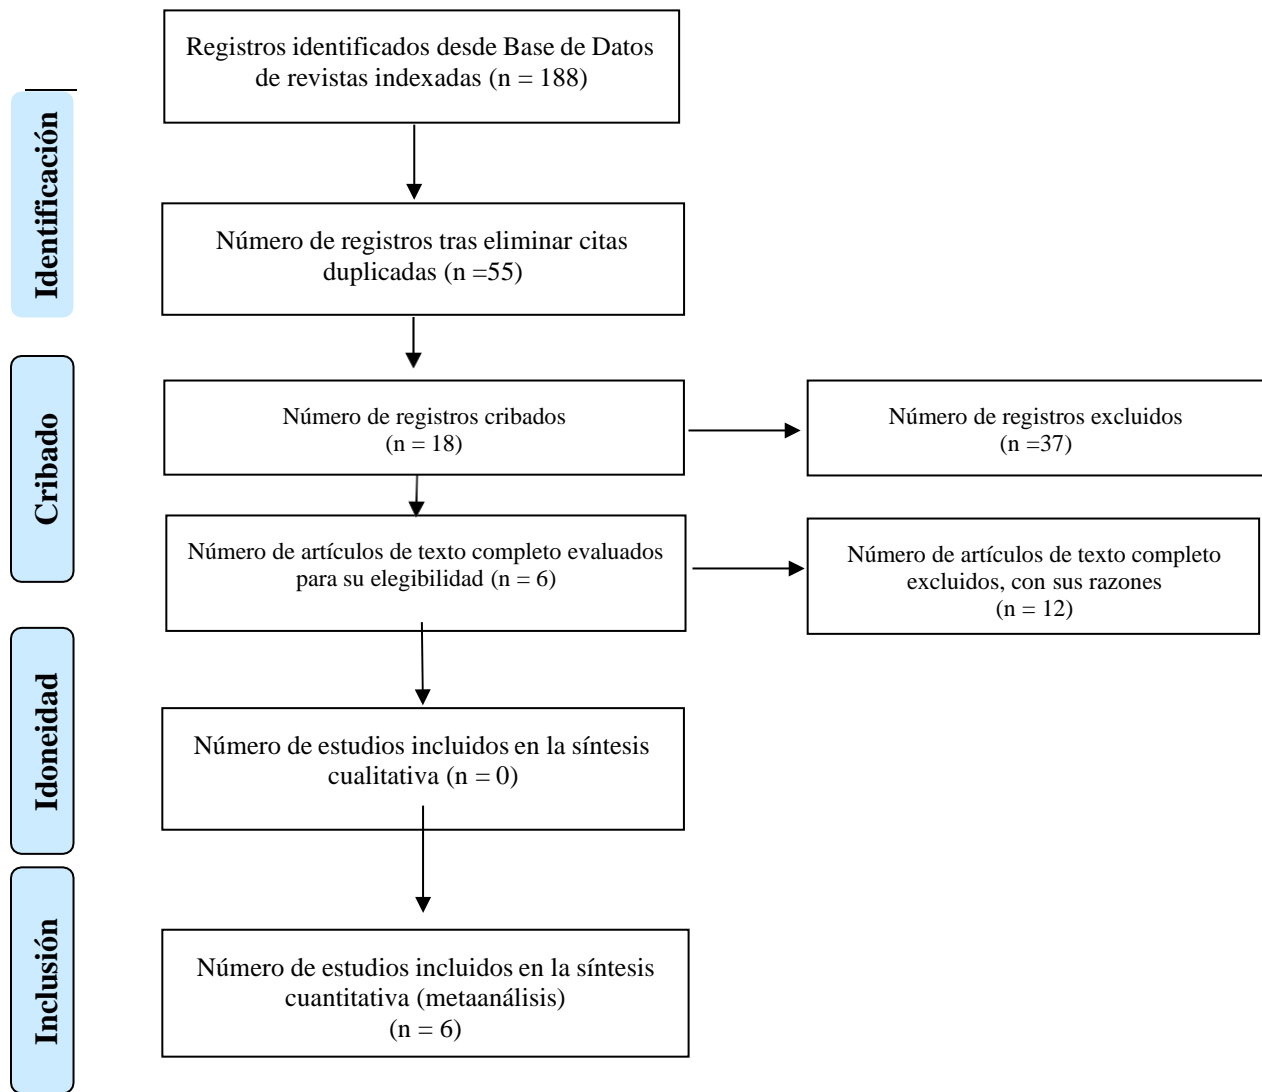 Registros identificados desde Base de Datos
de revistas indexadas (n = 188)
Identificación
Número de registros tras eliminar citas
duplicadas (n =55)
Cribado
Número de registros cribados
(n = 18)
Número de registros excluidos
(n =37)
Número de artículos de texto completo evaluados
para su elegibilidad (n = 6)
Número de artículos de texto completo
excluidos, con sus razones
(n = 12)
Idoneidad
Número de estudios incluidos en la síntesis
cualitativa (n = 0)
Inclusión
Número de estudios incluidos en la síntesis
cuantitativa (metaanálisis)
(n = 6)